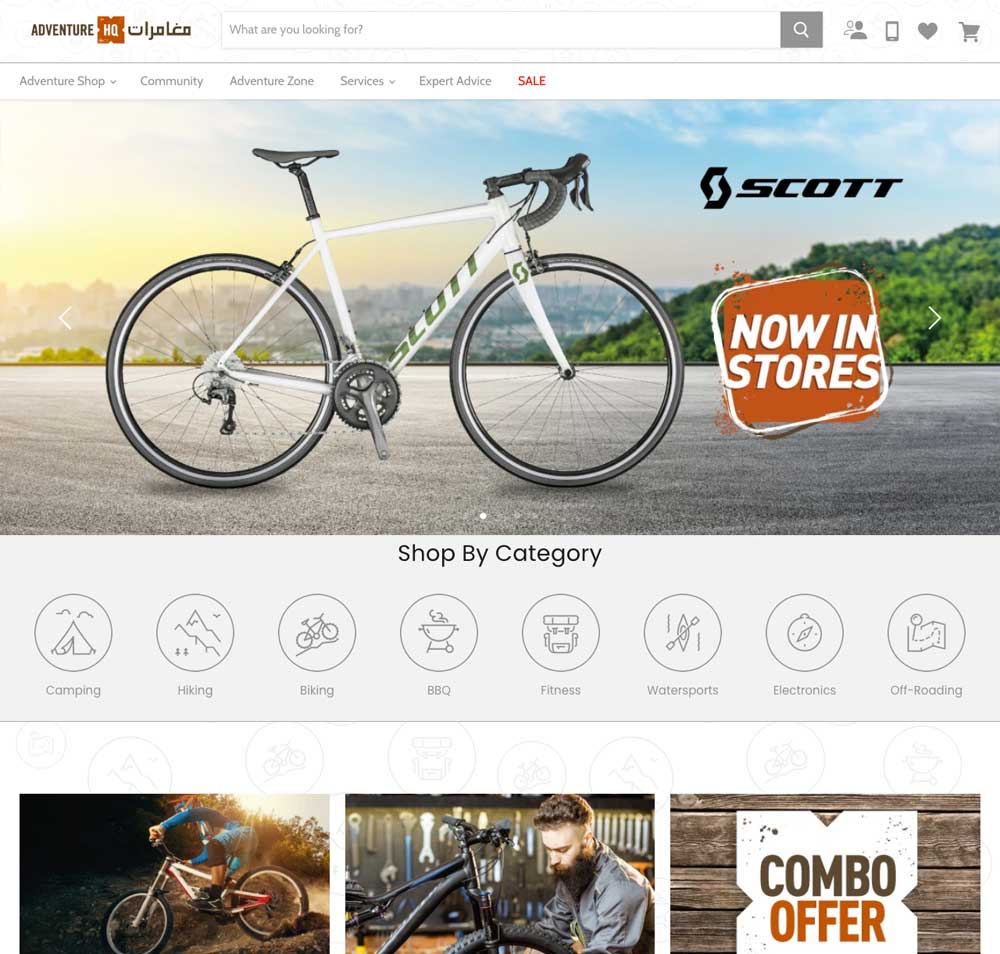 ADVENTURE HQ مغامرات
What are you looking for?
Adventure Shop Community Adventure Zone Services Expert Advice SALE
SCOTT
SCOTT
NOW IN
STORES
Shop By Category
Camping Hiking Biking BBQ Fitness Watersports Electronics Off-Roading
COMBO
OFFER